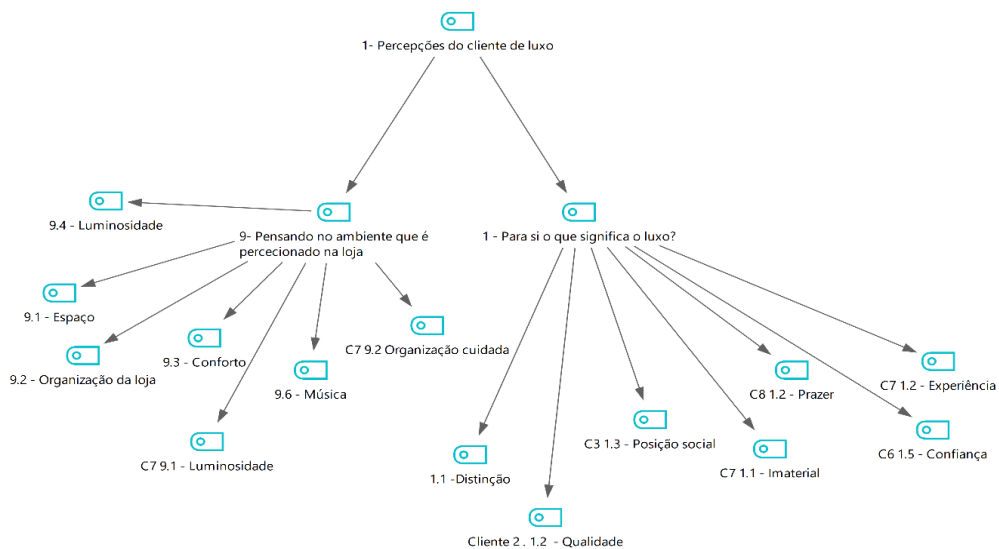 1- Percepções do cliente de luxo
9.4 - Luminosidade
9- Pensando no ambiente que é
percecionado na loja
1 - Para si o que significa o luxo?
9.1 - Espaço
9.2 - Organização da loja
9.3 - Conforto
C7 9.2 Organização cuidada
9.6 - Música
C7 9.1 - Luminosidade
1.1 -Distinção
Cliente 2 . 1.2  - Qualidade
C3 1.3 - Posição social
C7 1.1 - Imaterial
C8 1.2 - Prazer
C7 1.2 - Experiência
C6 1.5 - Confiança